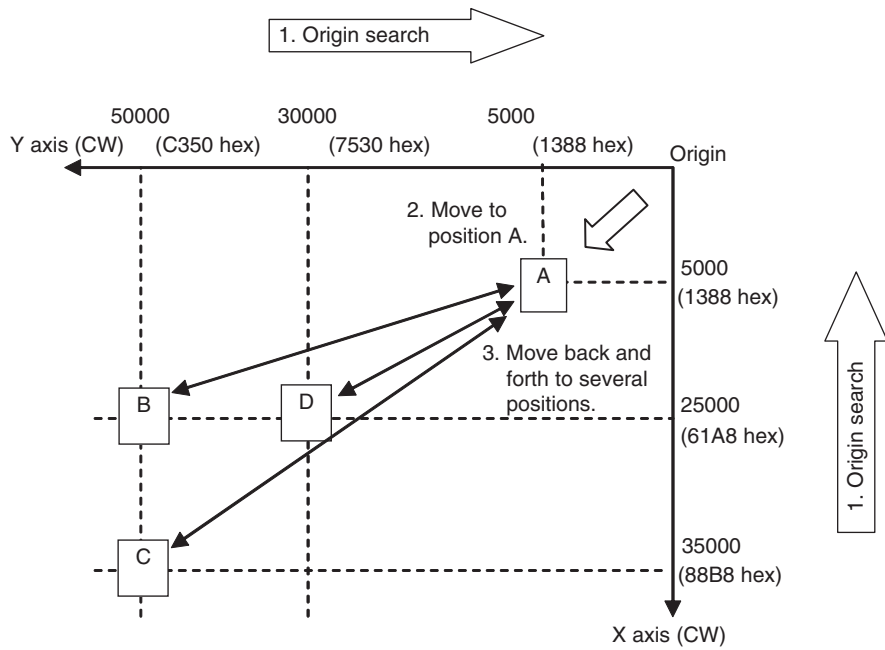 1. Origin search
50000 30000 5000
Y axis (CW) (C350 hex) (7530 hex) (1388 hex) Origin
2. Move to
position A.
A
5000
(1388 hex)
3. Move back and
forth to several
positions.
B
D
25000
(61A8 hex)
1. Origin search
C
35000
(88B8 hex)
X axis (CW)